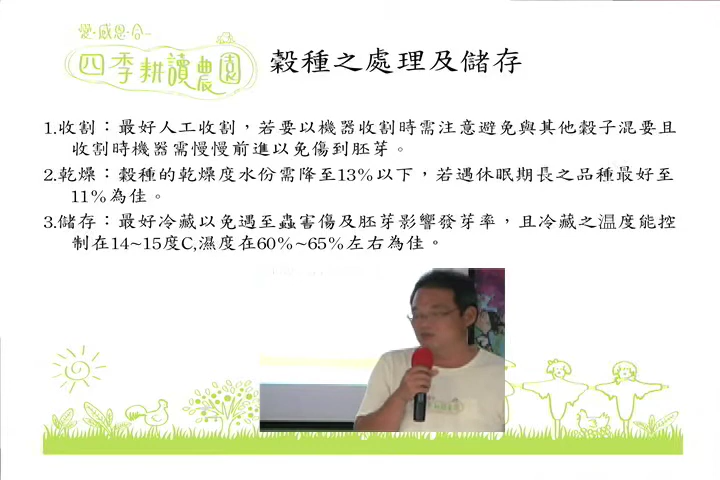 愛·感恩·合一
四季耕讀農園
穀種之處理及儲存
1.收割：最好人工收割，若要以機器收割時需注意避免與其他穀子混要且
收割時機器需慢慢前進以免傷到胚芽。
2.乾燥：穀種的乾燥度水份需降至13%以下，若遇休眠期長之品種最好至
11%為佳。
3.儲存：最好冷藏以免遇至蟲害傷及胚芽影響發芽率，且冷藏之溫度能控
制在14~15度C,濕度在60%~65%左右為佳。